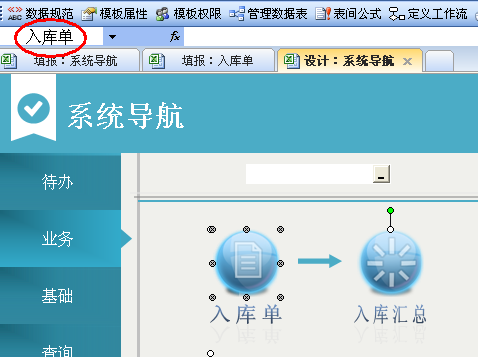 ABC 数据规范 模板属性 模板权限 管理数据表 表间公式 定义工作流
入库单 fx
填报：系统导航 填报：入库单 设计：系统导航
系统导航
待办
业务
基础
查询
入库单 入库汇总